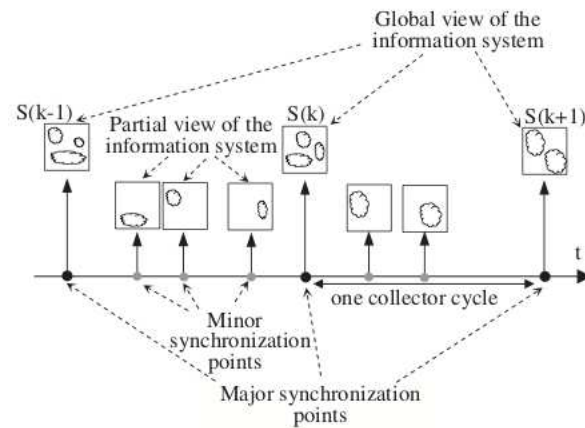 Global view of the
information system
S(k-1)
Partial view of the
information system
S(k)
S(k+1)
t
one collector cycle
Minor
synchronization
points
Major synchronization
points